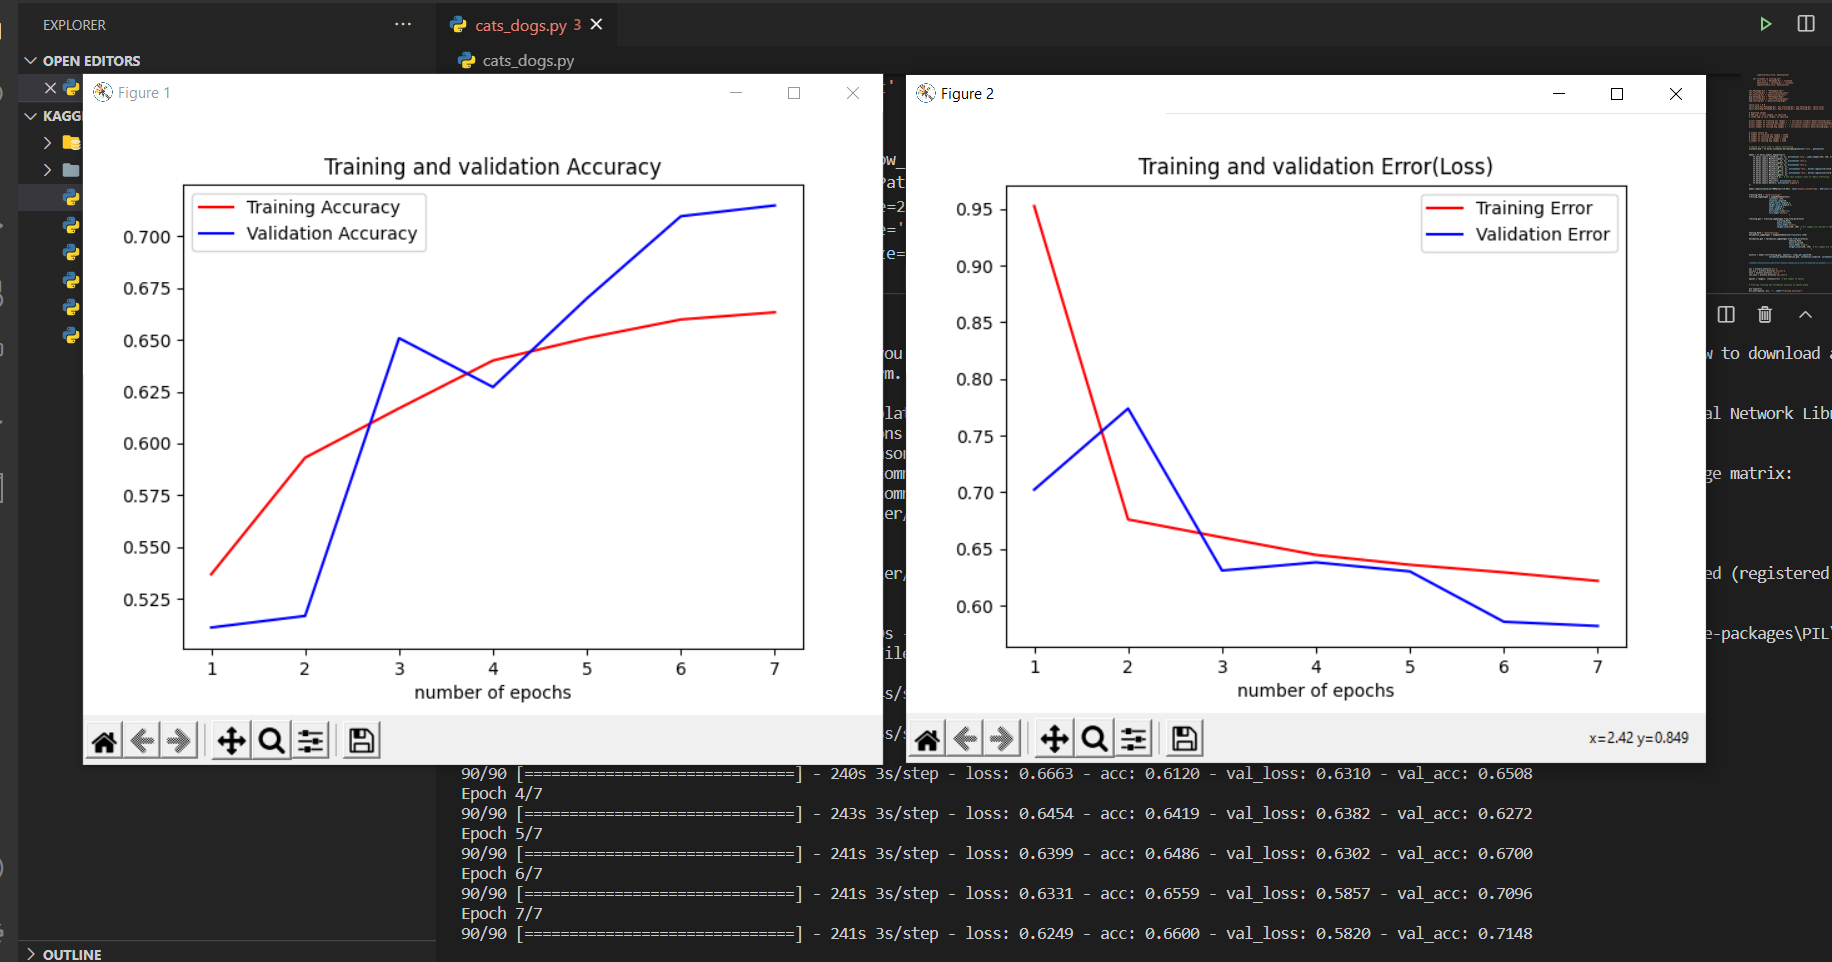 EXPLORER
···
cats_dogs.py 3
OPEN EDITORS
cats_dogs.py
KAGG
Figure 1
Training and validation Accuracy
Training Accuracy
Validation Accuracy
0.700
0.675
0.650
0.625
0.600
0.575
0.550
0.525
1 2 3 4 5 6 7
number of epochs
Figure 2
Training and validation Error(Loss)
Training Error
Validation Error
0.95
0.90
0.85
0.80
0.75
0.70
0.65
0.60
1 2 3 4 5 6 7
number of epochs
x=2.42 y=0.849
to download
Network
matrix:
(registered
e-packages\PIL\
90/90 [==============================] - 240s 3s/step - loss: 0.6663 - acc: 0.6120 - val_loss: 0.6310 - val_acc: 0.6508
Epoch 4/7
90/90 [==============================] - 243s 3s/step - loss: 0.6454 - acc: 0.6419 - val_loss: 0.6382 - val_acc: 0.6272
Epoch 5/7
90/90 [==============================] - 241s 3s/step - loss: 0.6399 - acc: 0.6486 - val_loss: 0.6302 - val_acc: 0.6700
Epoch 6/7
90/90 [==============================] - 241s 3s/step - loss: 0.6331 - acc: 0.6559 - val_loss: 0.5857 - val_acc: 0.7096
Epoch 7/7
90/90 [==============================] - 241s 3s/step - loss: 0.6249 - acc: 0.6600 - val_loss: 0.5820 - val_acc: 0.7148
OUTLINE